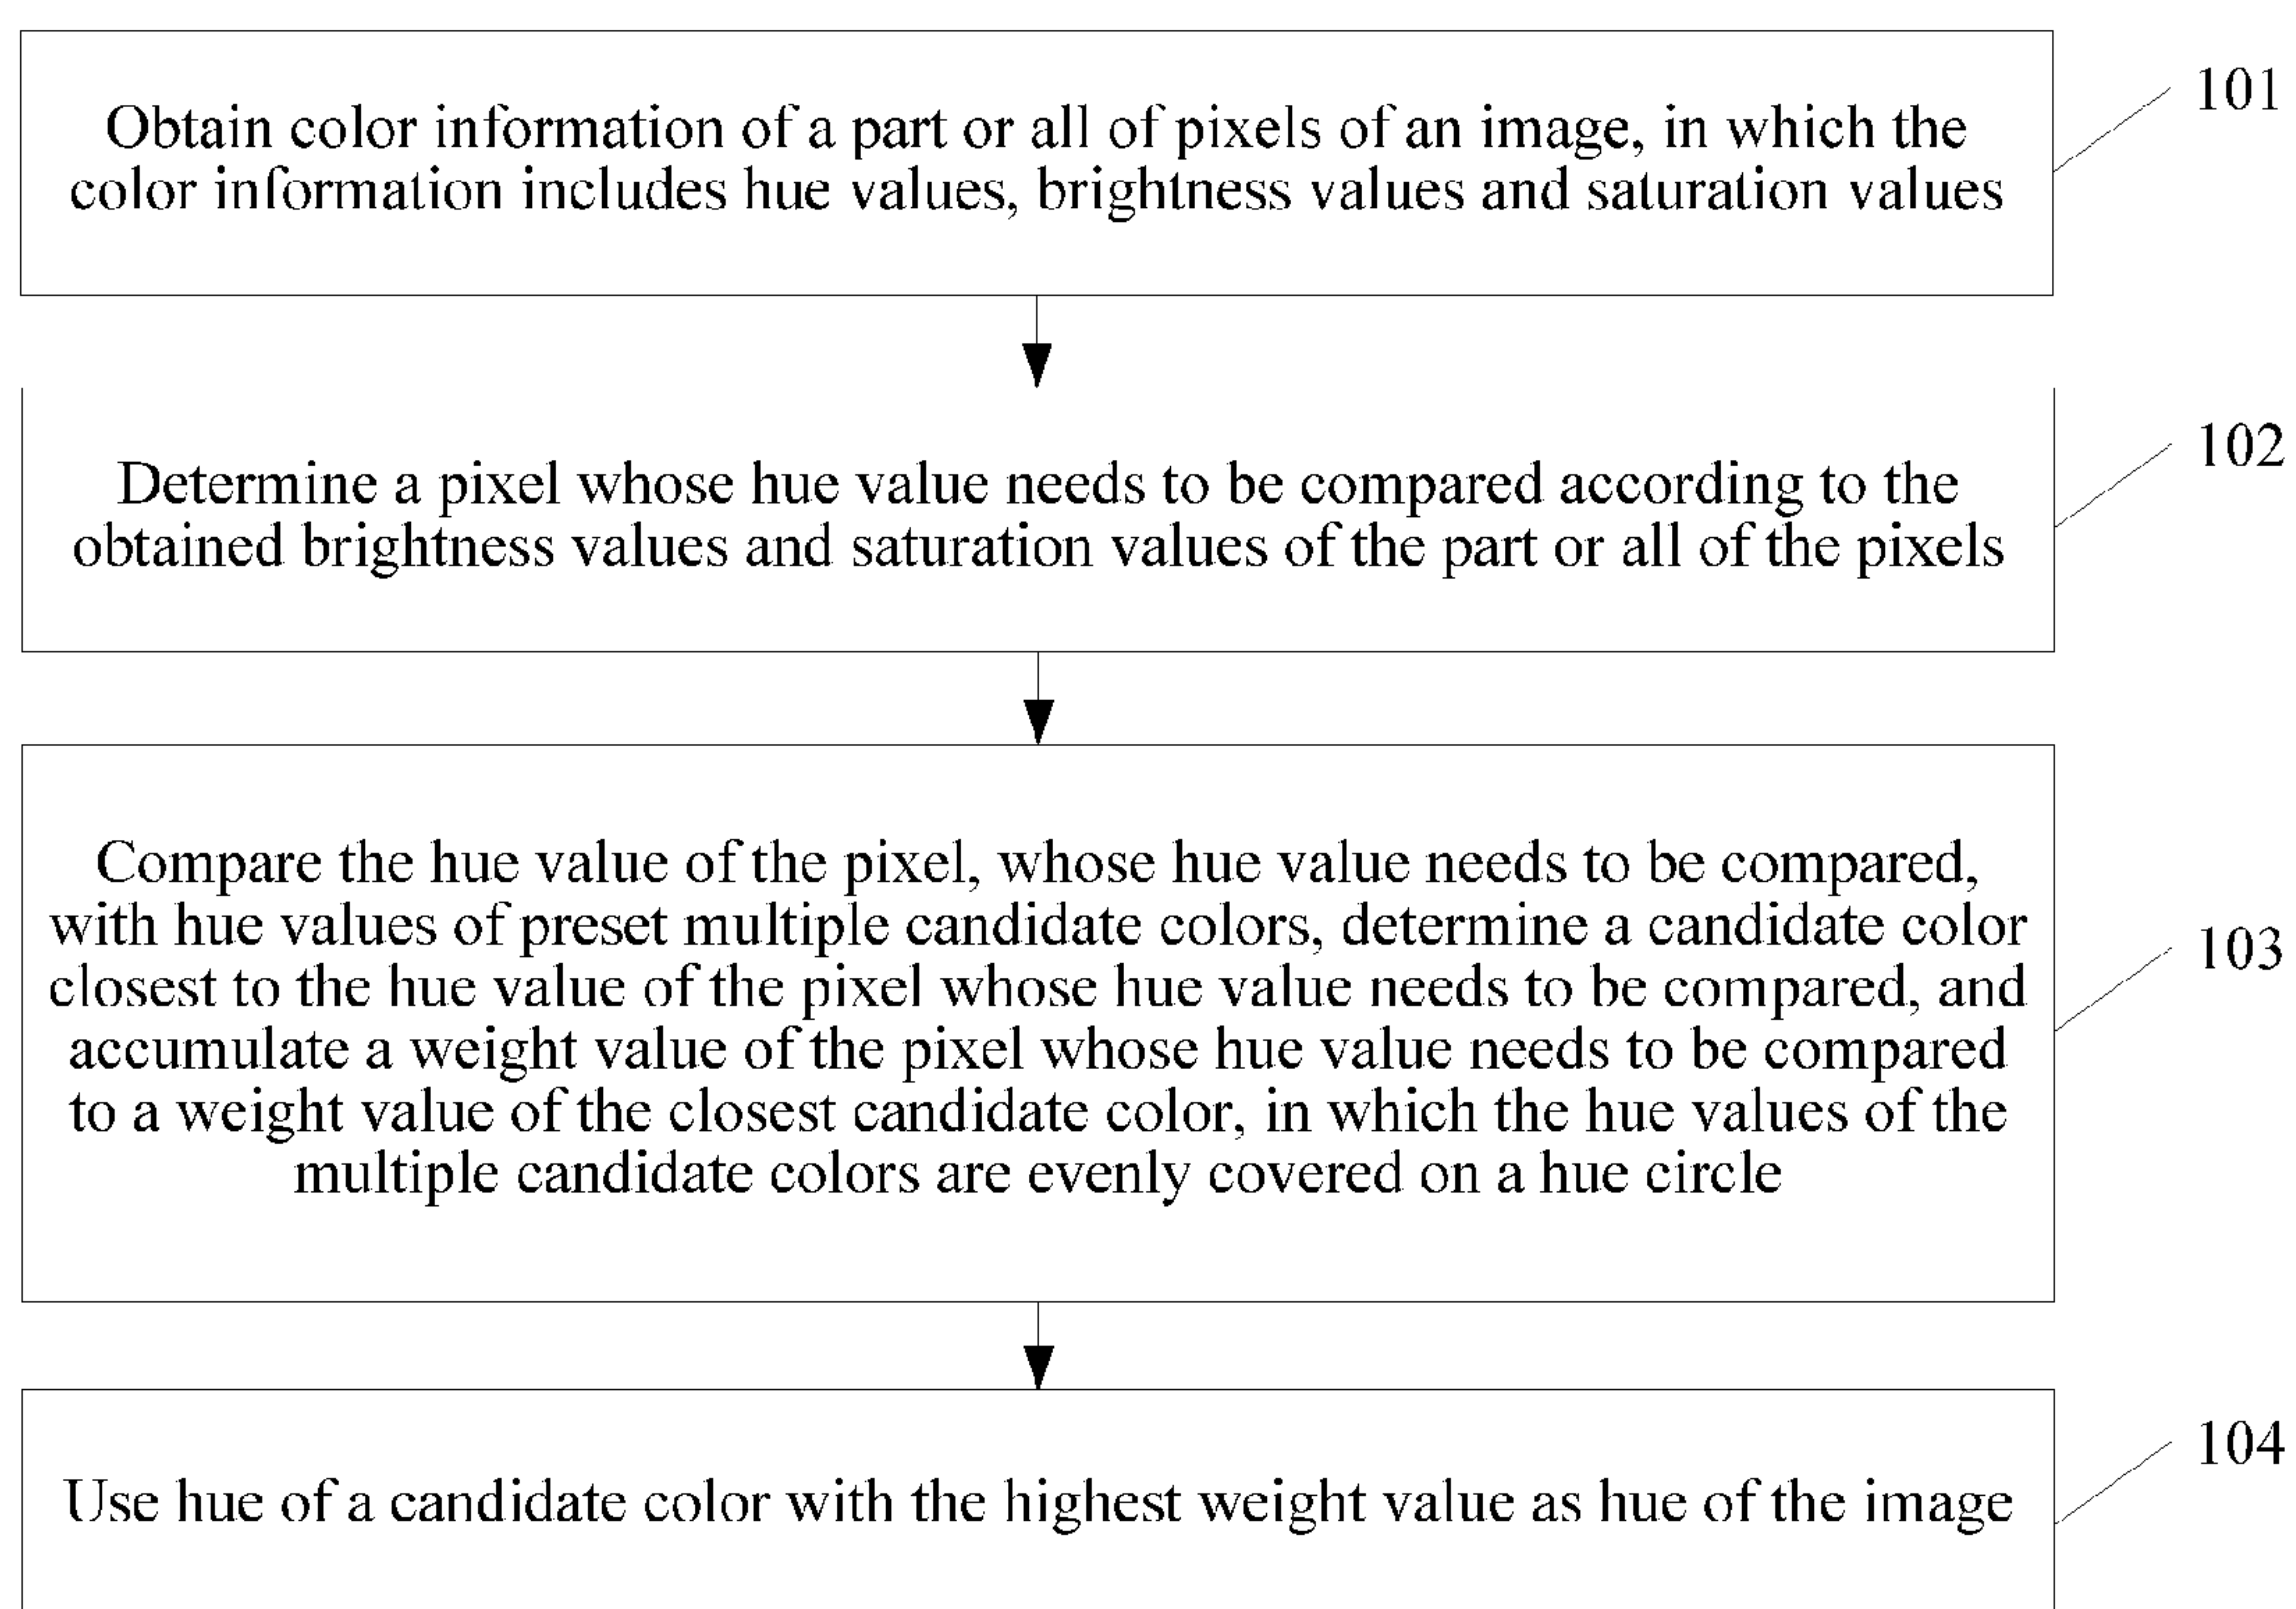 Obtain color information of a part or all of pixels of an image, in which the
color information includes hue values, brightness values and saturation values
101
Determine a pixel whose hue value needs to be compared according to the
obtained brightness values and saturation values of the part or all of the pixels
102
Compare the hue value of the pixel, whose hue value needs to be compared,
with hue values of preset multiple candidate colors, determine a candidate color
closest to the hue value of the pixel whose hue value needs to be compared, and
accumulate a weight value of the pixel whose hue value needs to be compared
to a weight value of the closest candidate color, in which the hue values of the
multiple candidate colors are evenly covered on a hue circle
103
Use hue of a candidate color with the highest weight value as hue of the image
104